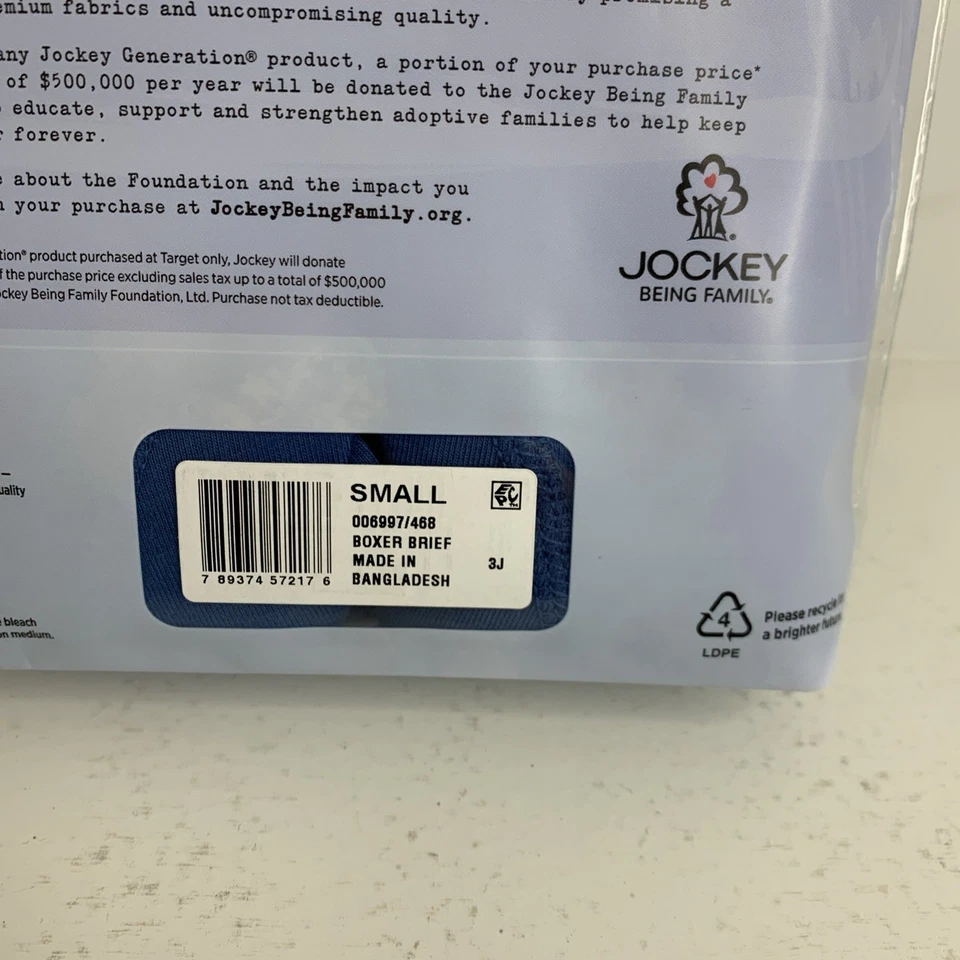 fabrics and uncompromising quality.
any Jockey Generation® product, a portion of your purchase price*
of $500,000 per year will be donated to the Jockey Being Family
educate, support and strengthen adoptive families to help keep
forever.
about the Foundation and the impact you
your purchase at JockeyBeingFamily.org.
product purchased at Target only, Jockey will donate
the purchase price excluding sales tax up to a total of $500,000
Being Family Foundation, Ltd. Purchase not tax deductible.
JOCKEY
BEING FAMILY®
SMALL
EPC™
006997/468
BOXER BRIEF
MADE IN 3J
BANGLADESH
7 89374 57217 6
bleach
medium.
4
LDPE
Please recycle
a brighter